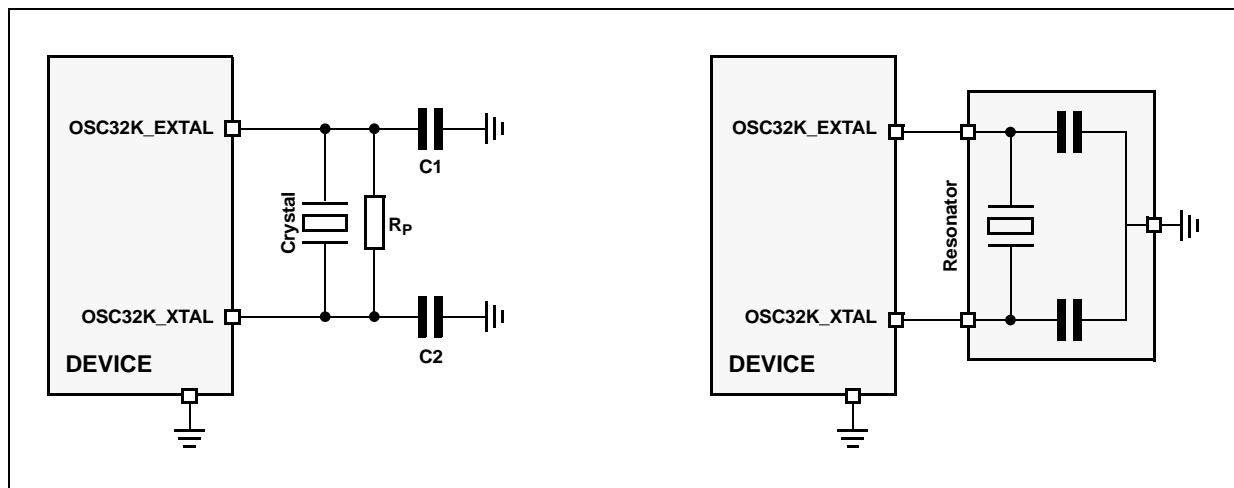 OSC32K_EXTAL
C1
Crystal
RP
OSC32K_XTAL
C2
DEVICE
OSC32K_EXTAL
Resonator
OSC32K_XTAL
DEVICE